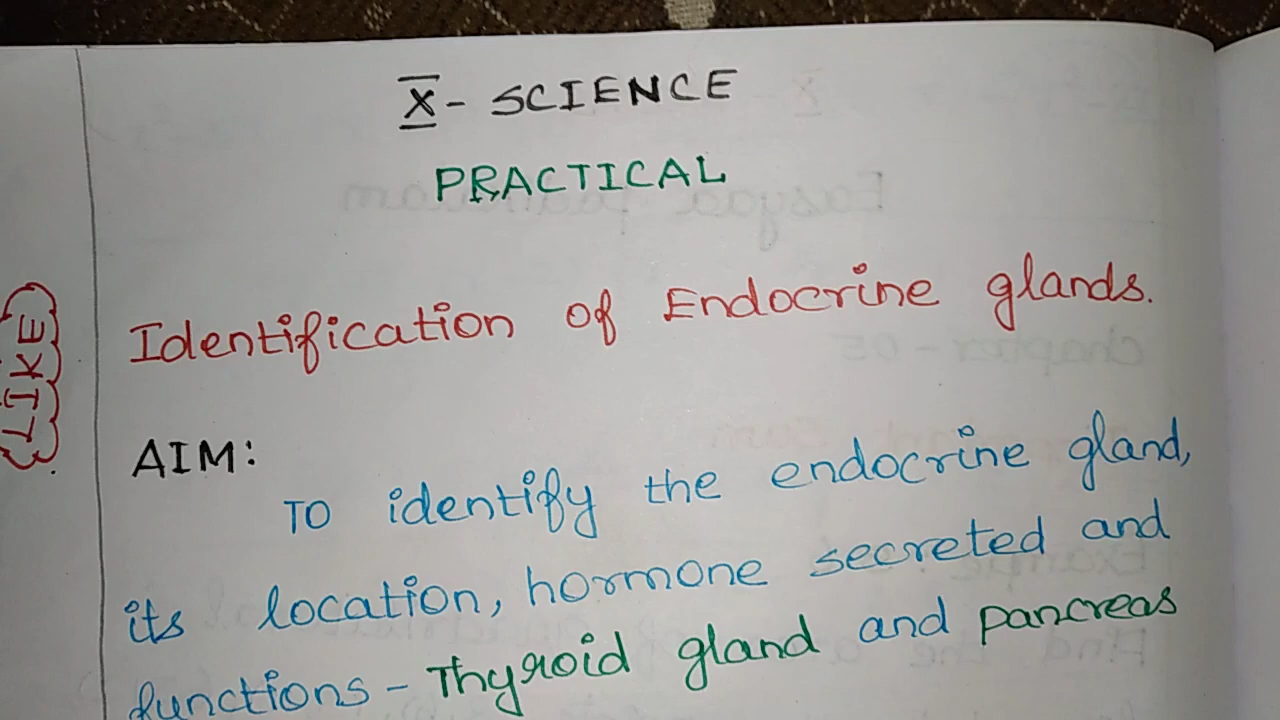 X - SCIENCE
PRACTICAL
Identification of Endocrine glands.
AIM:
TO identify the endocrine gland,
its location, hormone secreted and
functions - Thyroid gland and pancreas
LIKE